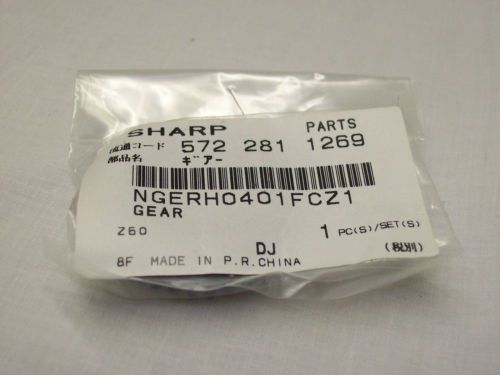 SHARP PARTS
流通コード 572 281 1269
部品名 ギアー
NGERH0401FCZ1
GEAR
Z60 1 PC(S)/SET(S)
DJ (税別)
8F MADE IN P.R.CHINA